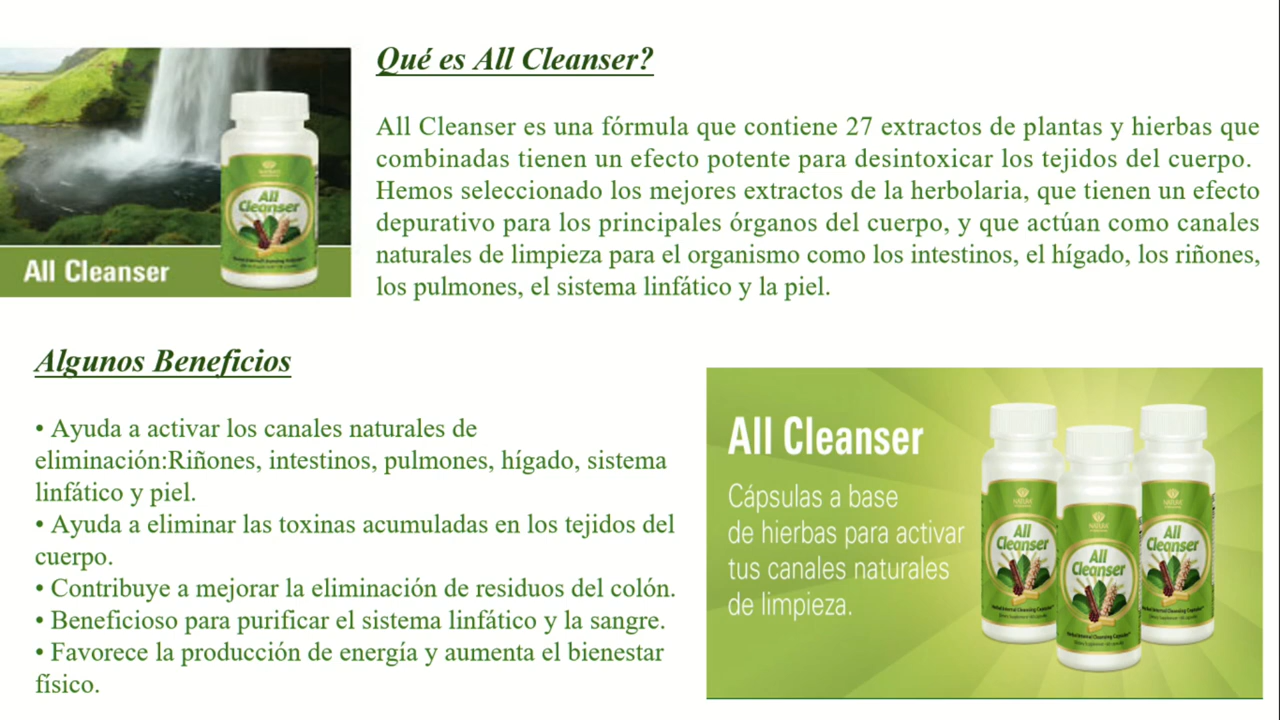 Qué es All Cleanser?
All Cleanser es una fórmula que contiene 27 extractos de plantas y hierbas que
combinadas tienen un efecto potente para desintoxicar los tejidos del cuerpo.
Hemos seleccionado los mejores extractos de la herbolaria, que tienen un efecto
depurativo para los principales órganos del cuerpo, y que actúan como canales
naturales de limpieza para el organismo como los intestinos, el hígado, los riñones,
los pulmones, el sistema linfático y la piel.
All
Cleanser
All Cleanser
Algunos Beneficios
• Ayuda a activar los canales naturales de
eliminación:Riñones, intestinos, pulmones, hígado, sistema
linfático y piel.
• Ayuda a eliminar las toxinas acumuladas en los tejidos del
cuerpo.
• Contribuye a mejorar la eliminación de residuos del colón.
• Beneficioso para purificar el sistema linfático y la sangre.
• Favorece la producción de energía y aumenta el bienestar
físico.
All Cleanser
Cápsulas a base
de hierbas para activar
tus canales naturales
de limpieza.
All
Cleanser
All
Cleanser
All
Cleanser